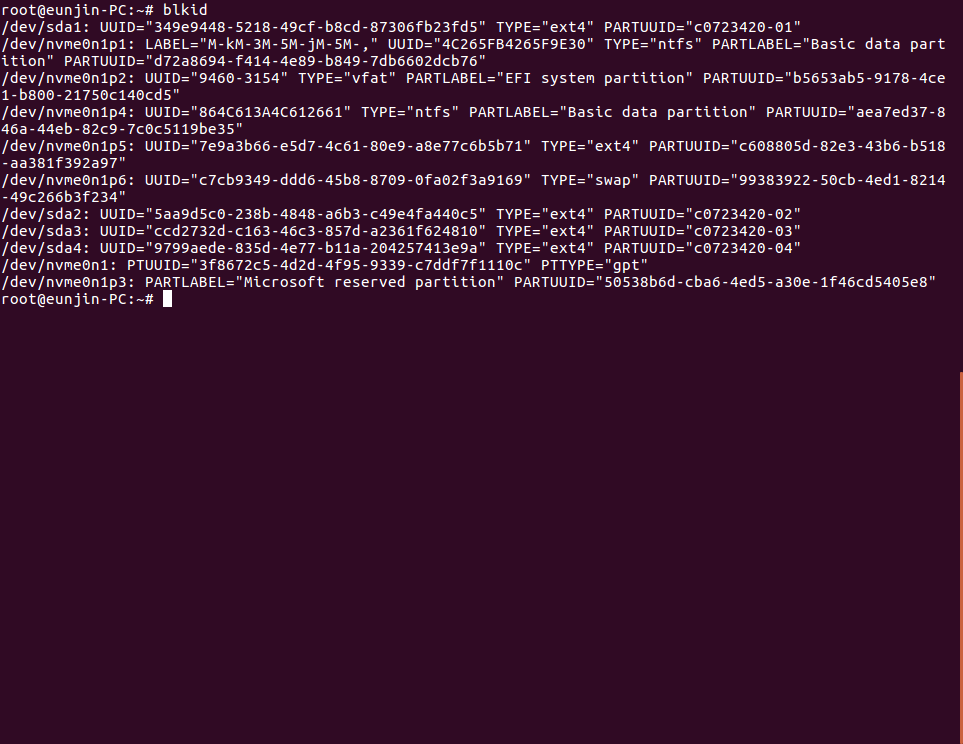 root@eunjin-PC:~# blkid
/dev/sda1: UUID="349e9448-5218-49cf-b8cd-87306fb23fd5" TYPE="ext4" PARTUUID="c0723420-01"
/dev/nvme0n1p1: LABEL="M-kM-3M-5M-jM-5M-," UUID="4C265FB4265F9E30" TYPE="ntfs" PARTLABEL="Basic data part
ition" PARTUUID="d72a8694-f414-4e89-b849-7db6602dcb76"
/dev/nvme0n1p2: UUID="9460-3154" TYPE="vfat" PARTLABEL="EFI system partition" PARTUUID="b5653ab5-9178-4ce
1-b800-21750c140cd5"
/dev/nvme0n1p4: UUID="864C613A4C612661" TYPE="ntfs" PARTLABEL="Basic data partition" PARTUUID="aea7ed37-8
46a-44eb-82c9-7c0c5119be35"
/dev/nvme0n1p5: UUID="7e9a3b66-e5d7-4c61-80e9-a8e77c6b5b71" TYPE="ext4" PARTUUID="c608805d-82e3-43b6-b518
-aa381f392a97"
/dev/nvme0n1p6: UUID="c7cb9349-ddd6-45b8-8709-0fa02f3a9169" TYPE="swap" PARTUUID="99383922-50cb-4ed1-8214
-49c266b3f234"
/dev/sda2: UUID="5aa9d5c0-238b-4848-a6b3-c49e4fa440c5" TYPE="ext4" PARTUUID="c0723420-02"
/dev/sda3: UUID="ccd2732d-c163-46c3-857d-a2361f624810" TYPE="ext4" PARTUUID="c0723420-03"
/dev/sda4: UUID="9799aede-835d-4e77-b11a-204257413e9a" TYPE="ext4" PARTUUID="c0723420-04"
/dev/nvme0n1: PTUUID="3f8672c5-4d2d-4f95-9339-c7ddf7f1110c" PTTYPE="gpt"
/dev/nvme0n1p3: PARTLABEL="Microsoft reserved partition" PARTUUID="50538b6d-cba6-4ed5-a30e-1f46cd5405e8"
root@eunjin-PC:~#